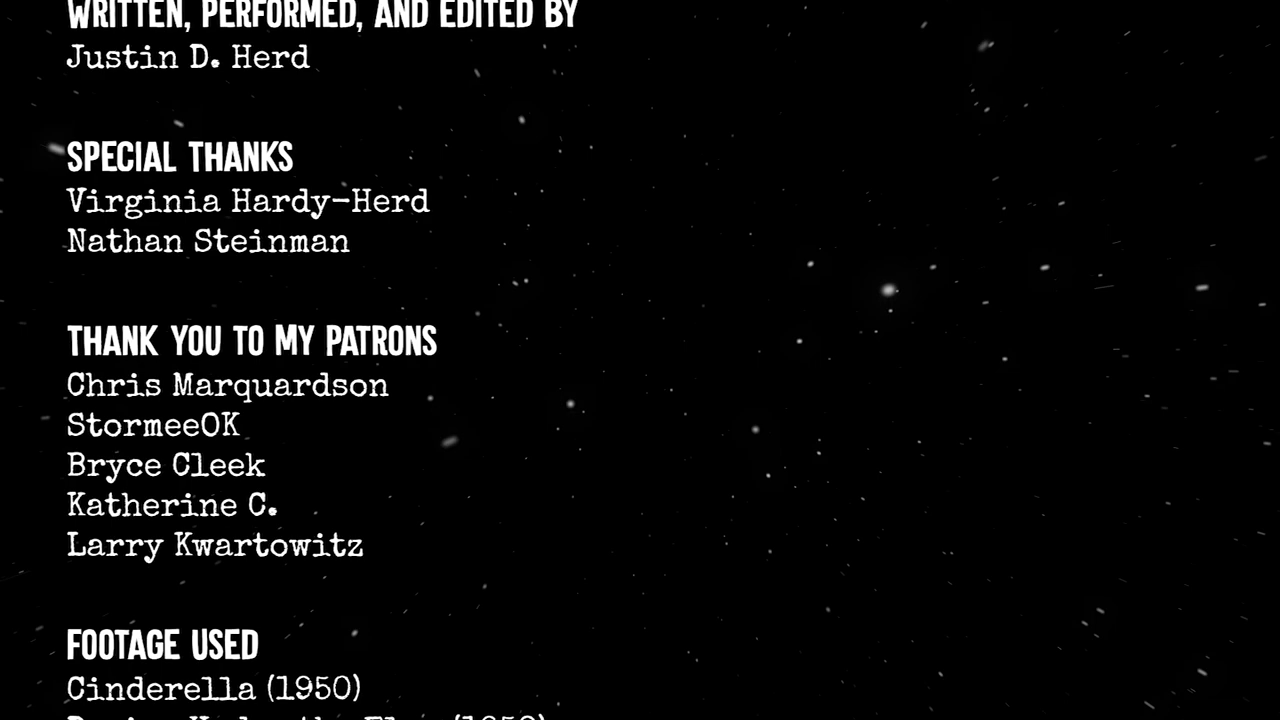 WRITTEN, PERFORMED, AND EDITED BY
Justin D. Herd
SPECIAL THANKS
Virginia Hardy-Herd
Nathan Steinman
THANK YOU TO MY PATRONS
Chris Marquardson
StormeeOK
Bryce Cleek
Katherine C.
Larry Kwartowitz
FOOTAGE USED
Cinderella (1950)